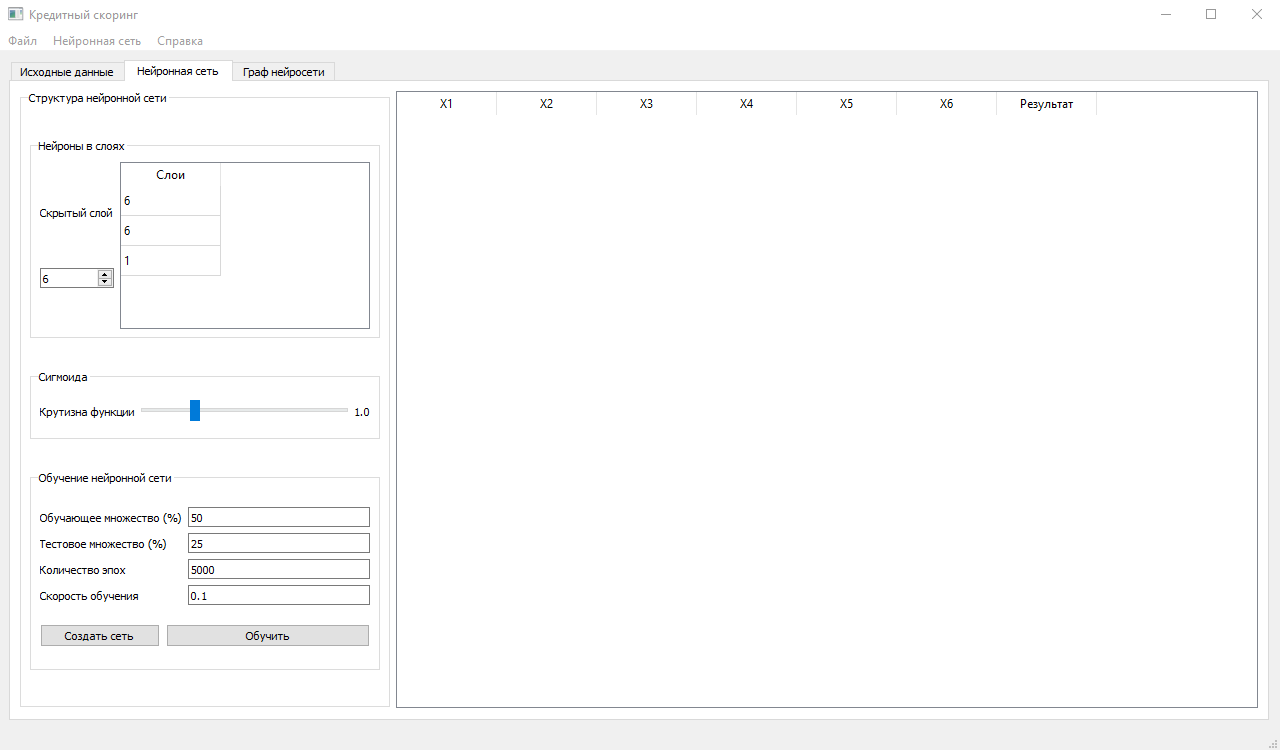 Кредитный скоринг
Файл Нейронная сеть Справка
Исходные данные Нейронная сеть Граф нейросети
Структура нейронной сети
Нейроны в слоях
Скрытый слой
6
Слои
6
6
1
Сигмоида
Крутизна функции 1.0
Обучение нейронной сети
Обучающее множество (%) 50
Тестовое множество (%) 25
Количество эпох 5000
Скорость обучения 0.1
Создать сеть Обучить
X1 X2 X3 X4 X5 X6 Результат